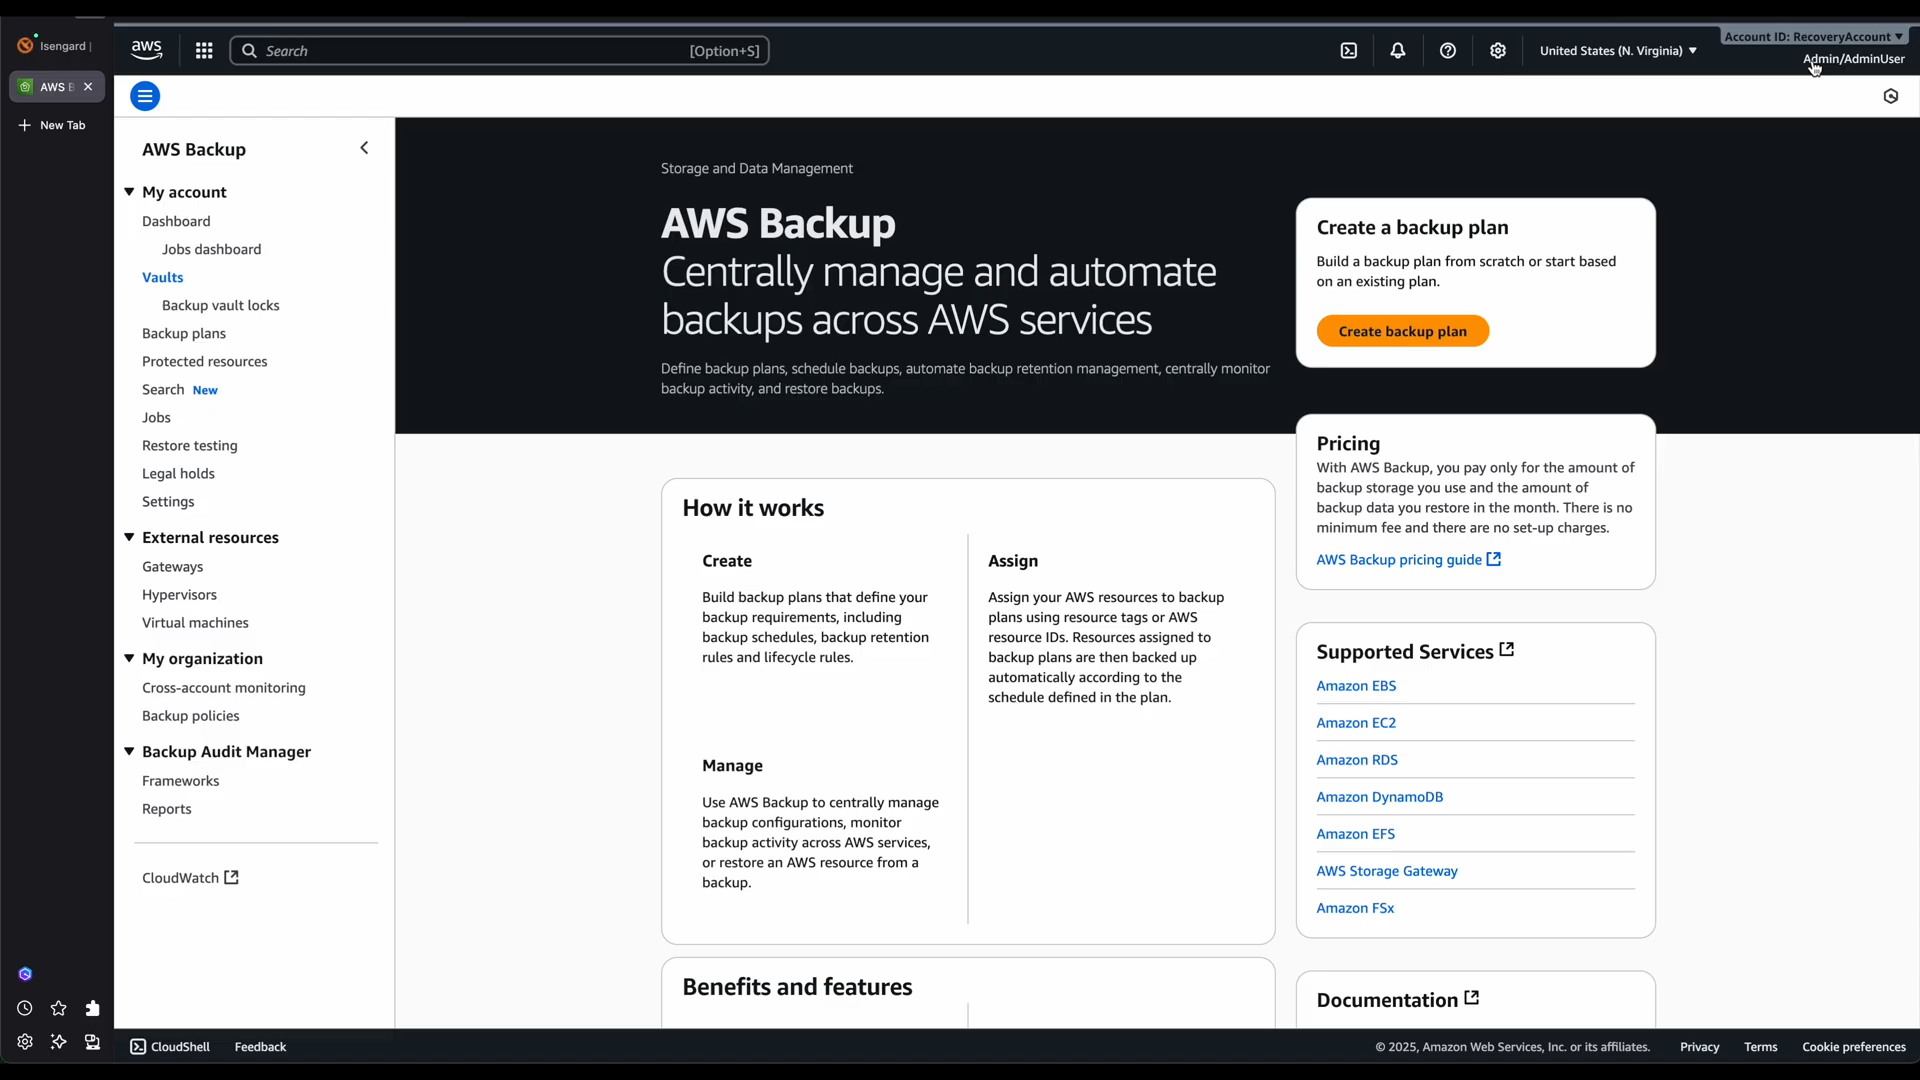 Isengard |
AWS B
New Tab
aws
Search
[Option+S]
United States (N. Virginia)
Account ID: RecoveryAccount
Admin/AdminUser
AWS Backup
My account
Dashboard
Jobs dashboard
Vaults
Backup vault locks
Backup plans
Protected resources
Search New
Jobs
Restore testing
Legal holds
Settings
External resources
Gateways
Hypervisors
Virtual machines
My organization
Cross-account monitoring
Backup policies
Backup Audit Manager
Frameworks
Reports
CloudWatch
Storage and Data Management
AWS Backup
Centrally manage and automate
backups across AWS services
Define backup plans, schedule backups, automate backup retention management, centrally monitor
backup activity, and restore backups.
Create a backup plan
Build a backup plan from scratch or start based
on an existing plan.
Create backup plan
Pricing
With AWS Backup, you pay only for the amount of
backup storage you use and the amount of
backup data you restore in the month. There is no
minimum fee and there are no set-up charges.
AWS Backup pricing guide
How it works
Create
Build backup plans that define your
backup requirements, including
backup schedules, backup retention
rules and lifecycle rules.
Assign
Assign your AWS resources to backup
plans using resource tags or AWS
resource IDs. Resources assigned to
backup plans are then backed up
automatically according to the
schedule defined in the plan.
Manage
Use AWS Backup to centrally manage
backup configurations, monitor
backup activity across AWS services,
or restore an AWS resource from a
backup.
Supported Services
Amazon EBS
Amazon EC2
Amazon RDS
Amazon DynamoDB
Amazon EFS
AWS Storage Gateway
Amazon FSx
Benefits and features
Documentation
CloudShell
Feedback
© 2025, Amazon Web Services, Inc. or its affiliates.
Privacy
Terms
Cookie preferences